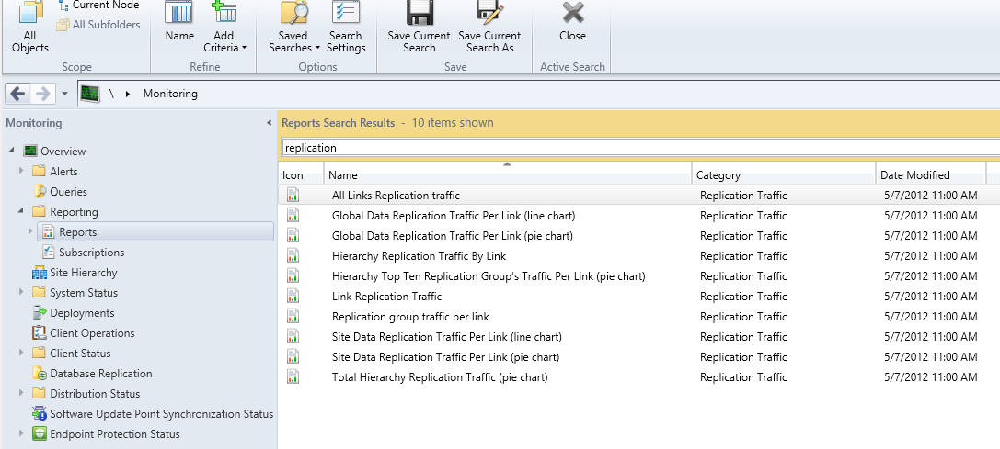 Current Node
All Subfolders
All Objects
Name
Add Criteria
Saved Searches
Search Settings
Save Current Search
Save Current Search As
Close
Scope
Refine
Options
Save
Active Search
\ Monitoring
Monitoring
Overview
Alerts
Queries
Reporting
Reports
Subscriptions
Site Hierarchy
System Status
Deployments
Client Operations
Client Status
Database Replication
Distribution Status
Software Update Point Synchronization Status
Endpoint Protection Status
Reports Search Results - 10 items shown
replication
Icon Name Category Date Modified
All Links Replication traffic Replication Traffic 5/7/2012 11:00 AM
Global Data Replication Traffic Per Link (line chart) Replication Traffic 5/7/2012 11:00 AM
Global Data Replication Traffic Per Link (pie chart) Replication Traffic 5/7/2012 11:00 AM
Hierarchy Replication Traffic By Link Replication Traffic 5/7/2012 11:00 AM
Hierarchy Top Ten Replication Group's Traffic Per Link (pie chart) Replication Traffic 5/7/2012 11:00 AM
Link Replication Traffic Replication Traffic 5/7/2012 11:00 AM
Replication group traffic per link Replication Traffic 5/7/2012 11:00 AM
Site Data Replication Traffic Per Link (line chart) Replication Traffic 5/7/2012 11:00 AM
Site Data Replication Traffic Per Link (pie chart) Replication Traffic 5/7/2012 11:00 AM
Total Hierarchy Replication Traffic (pie chart) Replication Traffic 5/7/2012 11:00 AM